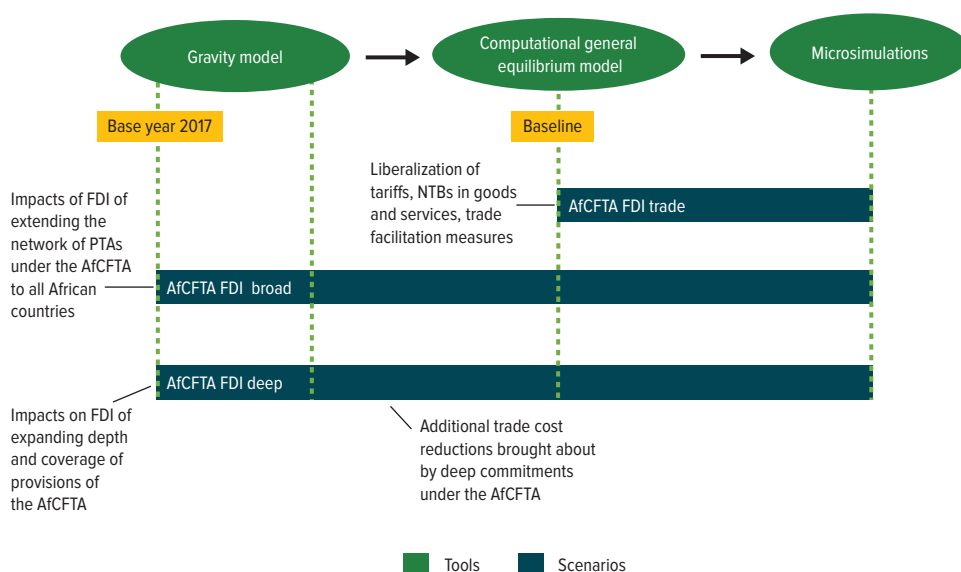 Gravity model
Computational general
equilibrium model
Microsimulations
Base year 2017
Baseline
Liberalization of
tariffs, NTBs in goods
and services, trade
facilitation measures
AfCFTA FDI trade
Impacts of FDI of
extending the
network of PTAs
under the AfCFTA
to all African
countries
AfCFTA FDI broad
AfCFTA FDI deep
Impacts on FDI of
expanding depth
and coverage of
provisions of
the AfCFTA
Additional trade cost
reductions brought about
by deep commitments
under the AfCFTA
Tools
Scenarios